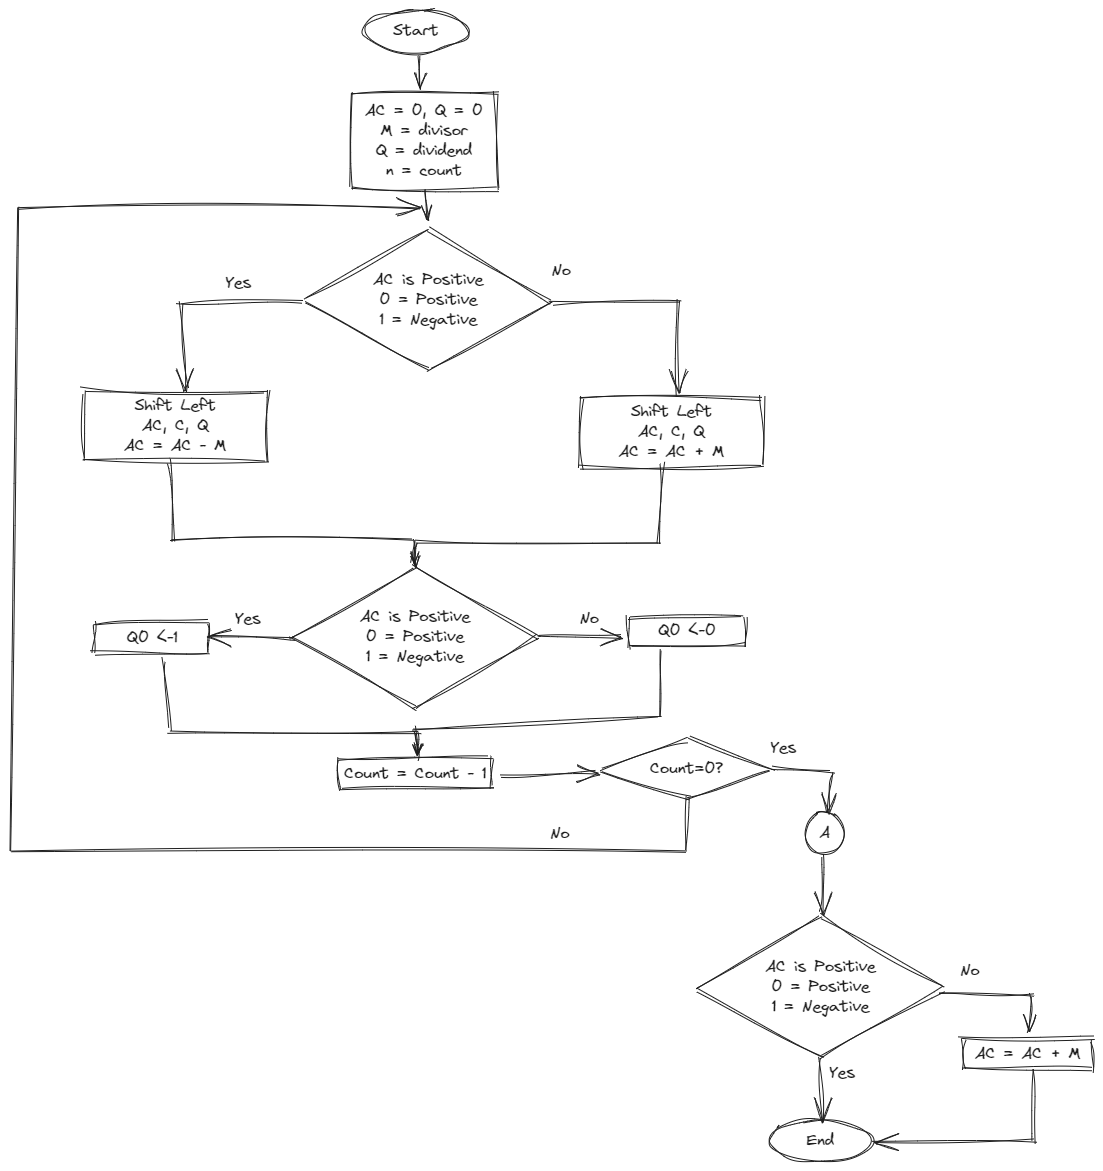 Start
AC = 0, Q = 0
M = divisor
Q = dividend
n = count
Yes
No
AC is Positive
0 = Positive
1 = Negative
Shift Left
AC, C, Q
AC = AC - M
Shift Left
AC, C, Q
AC = AC + M
Yes
No
AC is Positive
0 = Positive
1 = Negative
Q0 <-1
Q0 <-0
Count = Count - 1
Count=0?
Yes
No
A
AC is Positive
0 = Positive
1 = Negative
No
AC = AC + M
Yes
End